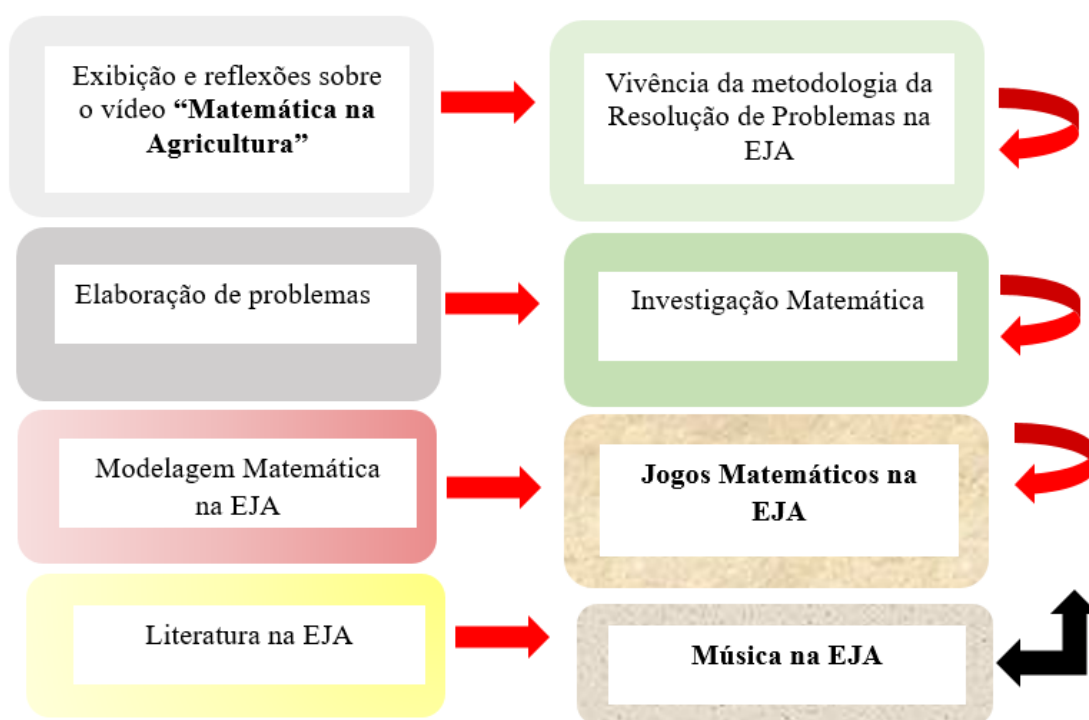 Exibição e reflexões sobre
o vídeo “Matemática na
Agricultura”
Vivência da metodologia da
Resolução de Problemas na
EJA
Elaboração de problemas
Investigação Matemática
Modelagem Matemática
na EJA
Jogos Matemáticos na
EJA
Literatura na EJA
Música na EJA